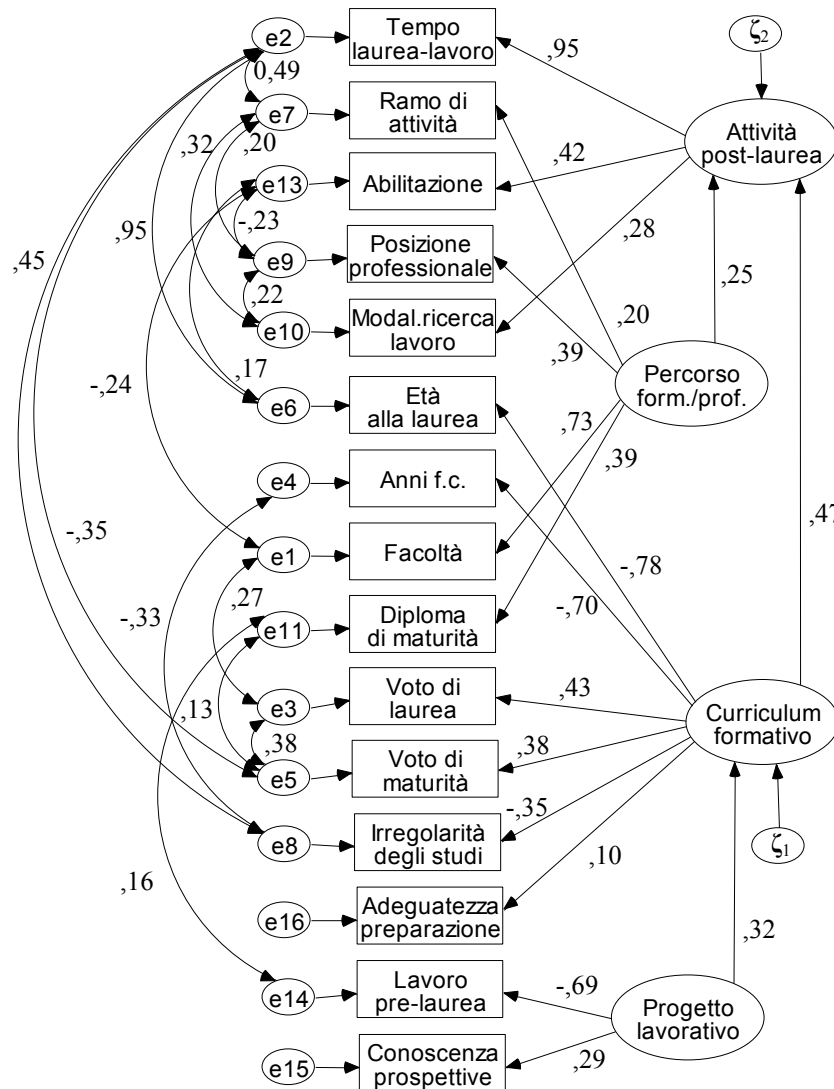 e2
Tempo
laurea-lavoro
,95
ζ2
0,49
e7
Ramo di
attività
Attività
post-laurea
,32
,20
e13
Abilitazione
,42
-,23
,95
,45
e9
Posizione
professionale
,28
,22
,25
e10
Modal.ricerca
lavoro
,20
,39
-,24
,17
e6
Età
alla laurea
Percorso
form./prof.
,73
,39
e4
Anni f.c.
-,35
,47
e1
Facoltà
-,78
-,33
,27
-,70
e11
Diploma
di maturità
e3
Voto di
laurea
,43
Curriculum
formativo
,13
,38
e5
Voto di
maturità
,38
-,35
e8
Irregolarità
degli studi
ζ1
,10
,16
e16
Adeguatezza
preparazione
,32
e14
Lavoro
pre-laurea
-,69
Progetto
lavorativo
,29
e15
Conoscenza
prospettive